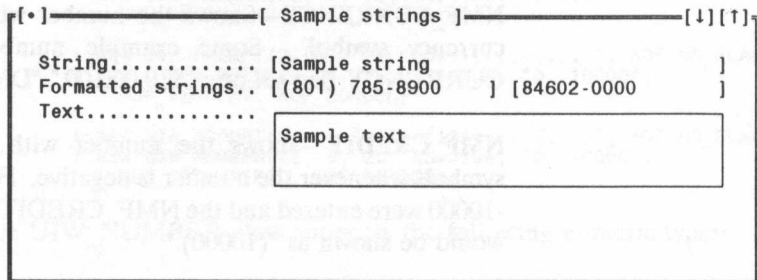 [•] [ Sample strings ] [↓][↑]
String.............. [Sample string ]
Formatted strings.. [(801) 785-8900 ] [84602-0000 ]
Text...............
Sample text